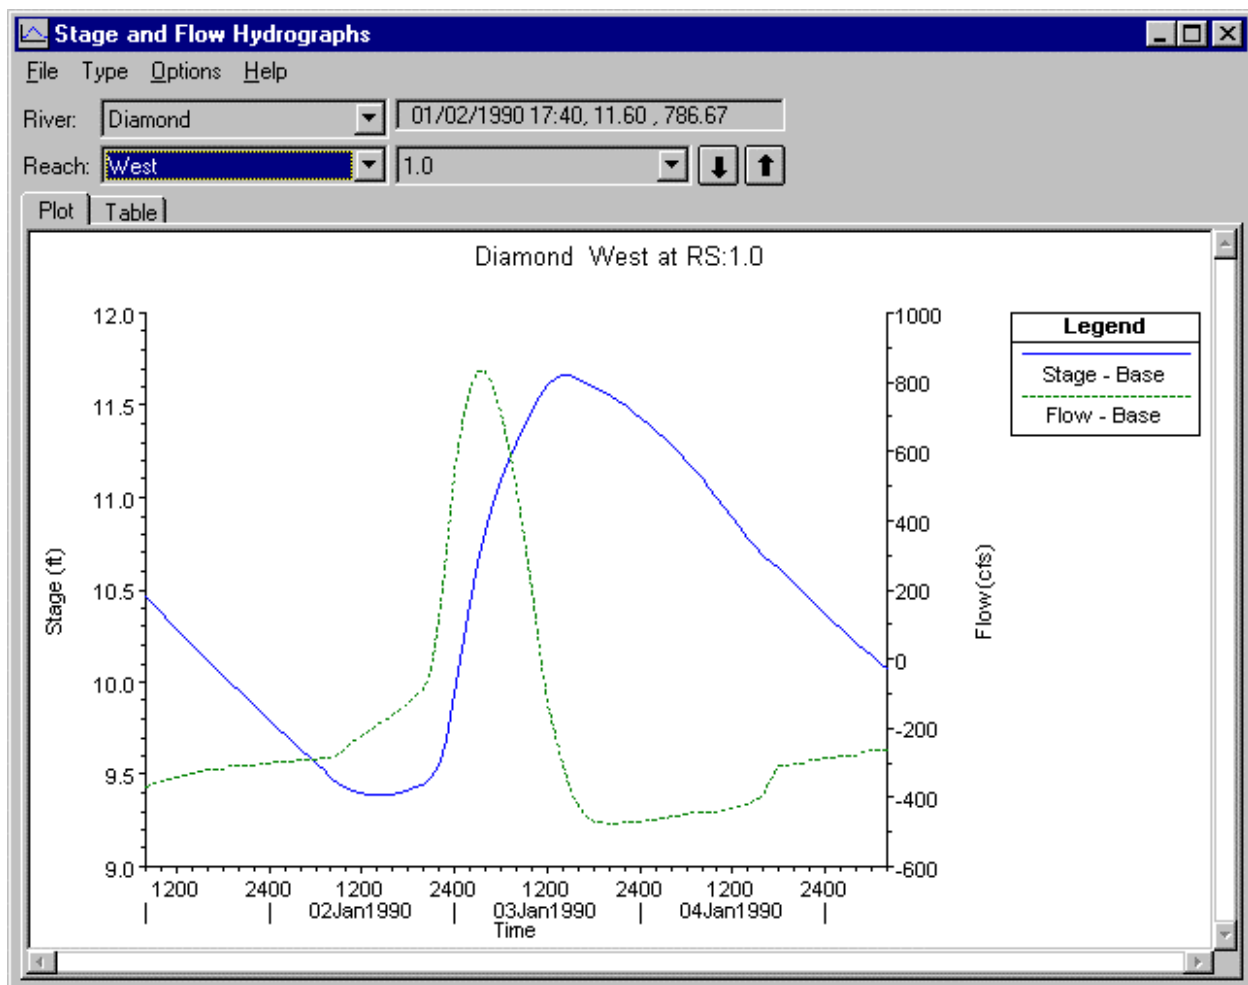 Stage and Flow Hydrographs
File Type Options Help
River: Diamond 01/02/1990 17:40, 11.60 , 786.67
Reach: West 1.0
Plot Table
Diamond West at RS:1.0
12.0
11.5
11.0
10.5
10.0
9.5
9.0
Stage (ft)
1000
800
600
400
200
0
-200
-400
-600
Flow(cfs)
Legend
Stage - Base
Flow - Base
1200 2400 1200 2400 1200 2400 1200 2400
02Jan1990 03Jan1990 04Jan1990
Time